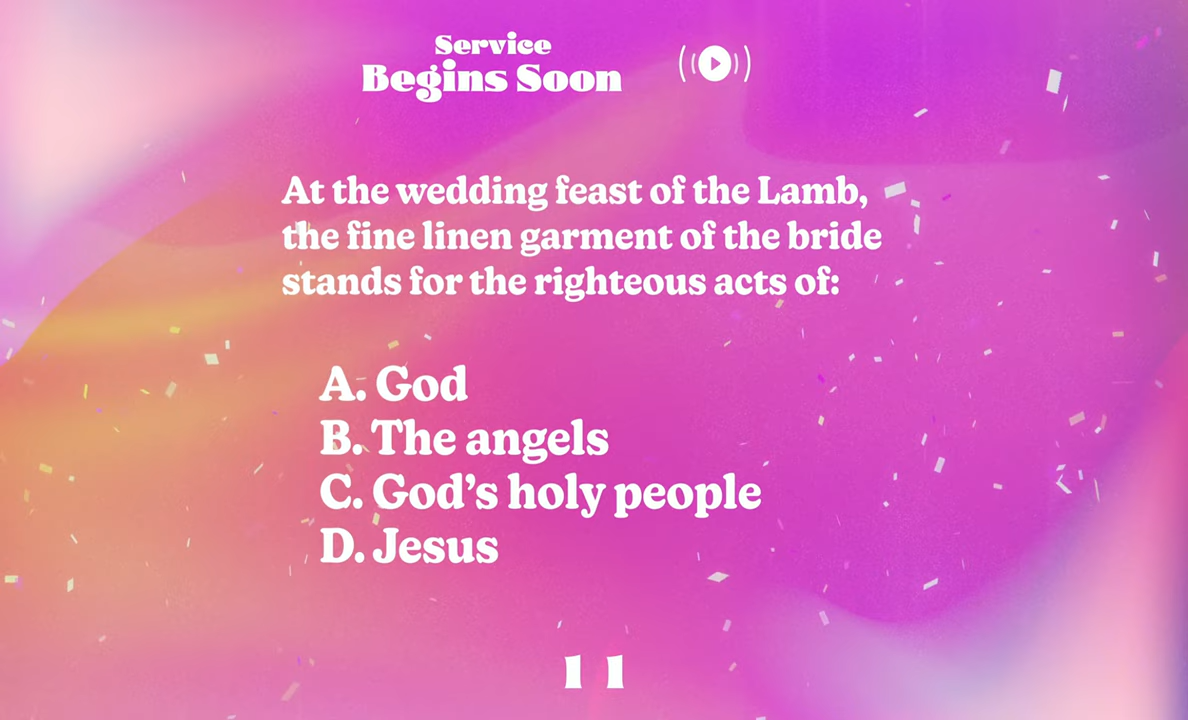 Service
Begins Soon
At the wedding feast of the Lamb,
the fine linen garment of the bride
stands for the righteous acts of:
A. God
B. The angels
C. God’s holy people
D. Jesus
11